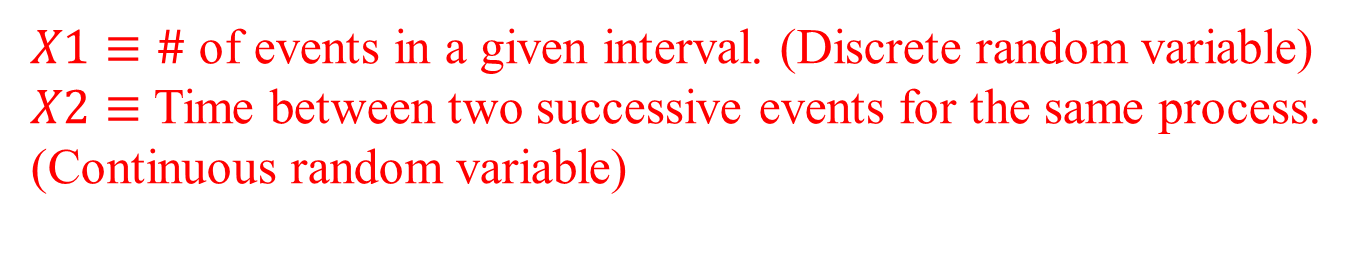 X1 ≡ # of events in a given interval. (Discrete random variable)
X2 ≡ Time between two successive events for the same process.
(Continuous random variable)